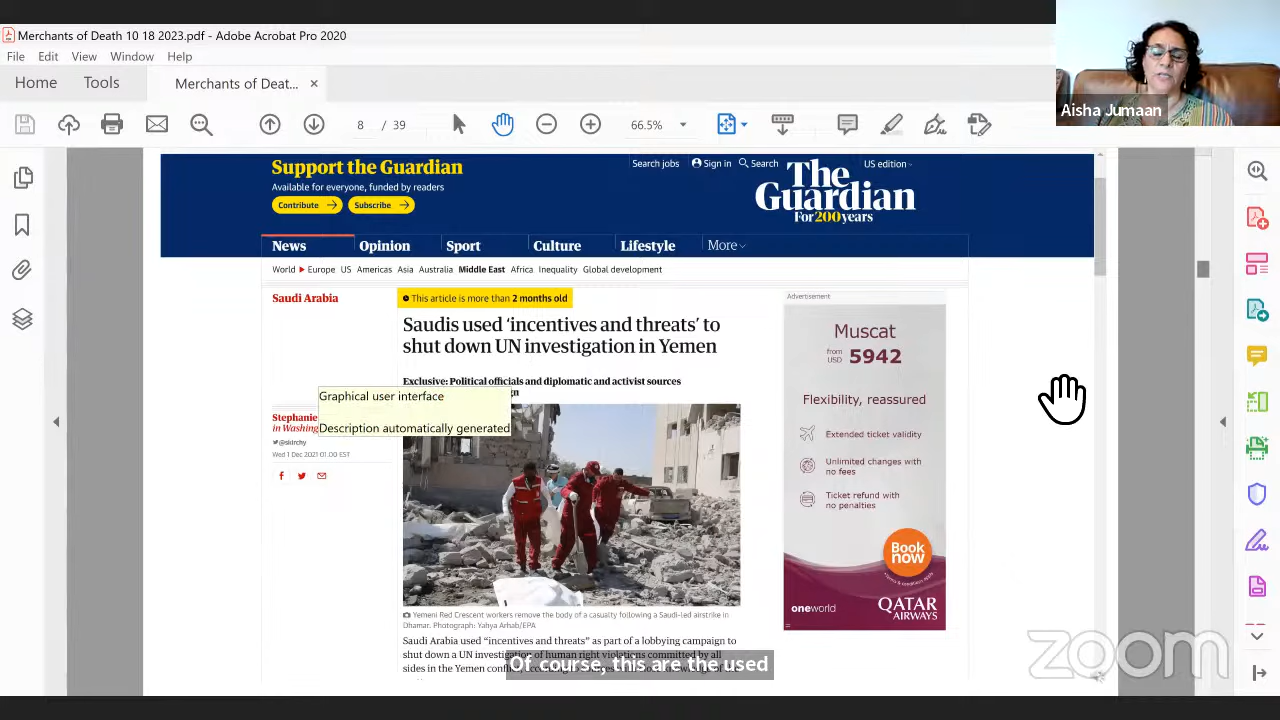 Merchants of Death 10 18 2023.pdf - Adobe Acrobat Pro 2020
File Edit View Window Help
Home Tools Merchants of Deat... ×
8 / 39 66.5%
Aisha Jumaan
Support the Guardian
Available for everyone, funded by readers
Contribute → Subscribe →
Search jobs Sign in Search US edition
The Guardian
For 200 years
News Opinion Sport Culture Lifestyle More
World Europe US Americas Asia Australia Middle East Africa Inequality Global development
Saudi Arabia
This article is more than 2 months old
Saudis used ‘incentives and threats’ to
shut down UN investigation in Yemen
Exclusive: Political officials and diplomatic and activist sources
Graphical user interface
Description automatically generated
Stephanie
in Washing
@skirchy
Wed 1 Dec 2021 01.00 EST
Yemeni Red Crescent workers remove the body of a casualty following a Saudi-led airstrike in
Dhamar. Photograph: Yahya Arhab/EPA
Saudi Arabia used “incentives and threats” as part of a lobbying campaign to
shut down a UN investigation of human right violations committed by all
sides in the Yemen
Advertisement
Muscat
from
USD 5942
Flexibility, reassured
Extended ticket validity
Unlimited changes with
no fees
Ticket refund with
no penalties
Book
now
oneworld
QATAR
AIRWAYS
Of course, this are the used
zoom